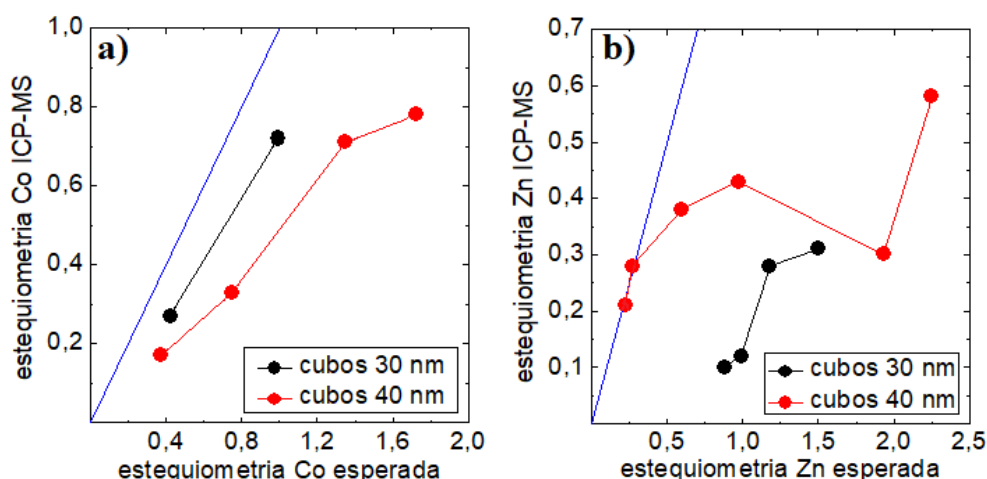 a)
estequiometria Co ICP-MS
1,0
0,8
0,6
0,4
0,2
0,4 0,8 1,2 1,6 2,0
estequiometria Co esperada
cubos 30 nm
cubos 40 nm
b)
estequiometria Zn ICP-MS
0,7
0,6
0,5
0,4
0,3
0,2
0,1
0,5 1,0 1,5 2,0 2,5
estequiometria Zn esperada
cubos 30 nm
cubos 40 nm